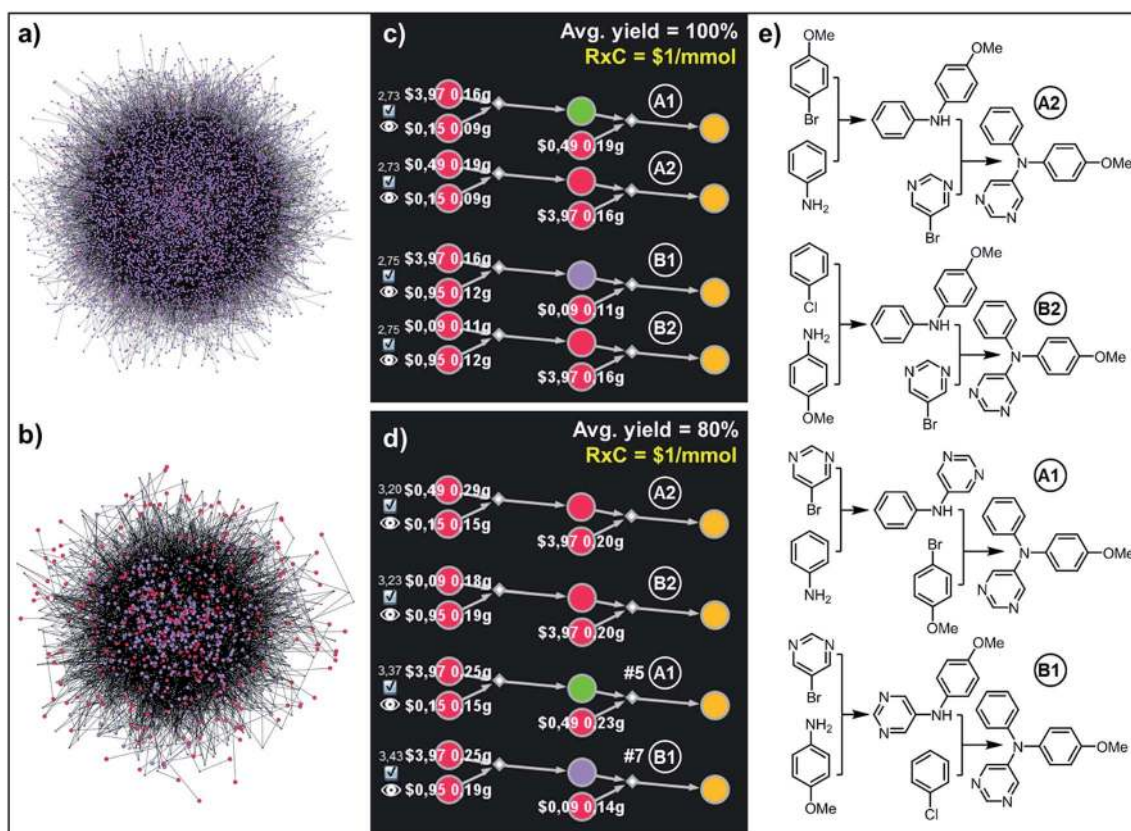 a)
b)
c)
Avg. yield = 100%
RxC = $1/mmol
2,73
$3,97 0,16g
$0,15 0,09g
$0,49 0,19g
A1
2,73
$0,49 0,19g
$0,15 0,09g
$3,97 0,16g
A2
2,75
$3,97 0,16g
$0,95 0,12g
$0,09 0,11g
B1
2,75
$0,09 0,11g
$0,95 0,12g
$3,97 0,16g
B2
d)
Avg. yield = 80%
RxC = $1/mmol
3,20
$0,49 0,29g
$0,15 0,15g
$3,97 0,20g
A2
3,23
$0,09 0,18g
$0,95 0,19g
$3,97 0,20g
B2
3,37
$3,97 0,25g
$0,15 0,15g
$0,49 0,23g
#5 A1
3,43
$3,97 0,25g
$0,95 0,19g
$0,09 0,14g
#7 B1
e)
OMe
Br
NH2
OMe
NH
N
N
Br
A2
N
OMe
N
N
Cl
NH2
OMe
OMe
NH
N
N
Br
B2
N
OMe
N
N
N
N
Br
NH2
N
N
NH
Br
OMe
A1
N
OMe
N
N
N
N
Br
NH2
OMe
OMe
N
N
NH
Cl
B1
N
OMe
N
N